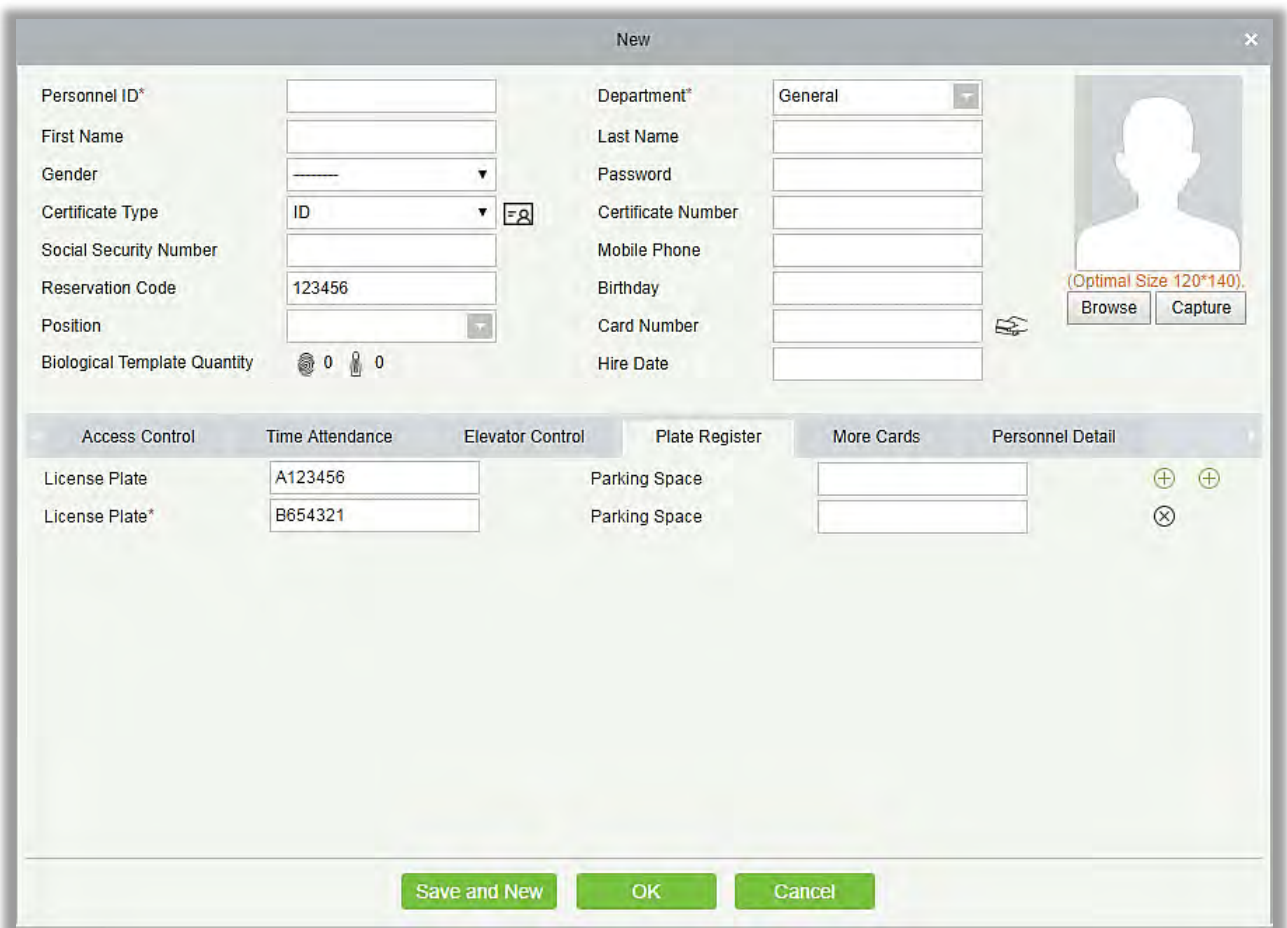 New
Personnel ID* Department* General
First Name Last Name
Gender -------- Password
Certificate Type ID Certificate Number
Social Security Number Mobile Phone
(Optimal Size 120*140).
Reservation Code 123456 Birthday
Browse Capture
Position Card Number
Biological Template Quantity 0 0 Hire Date
Access Control Time Attendance Elevator Control Plate Register More Cards Personnel Detail
License Plate A123456 Parking Space
License Plate* B654321 Parking Space
Save and New OK Cancel